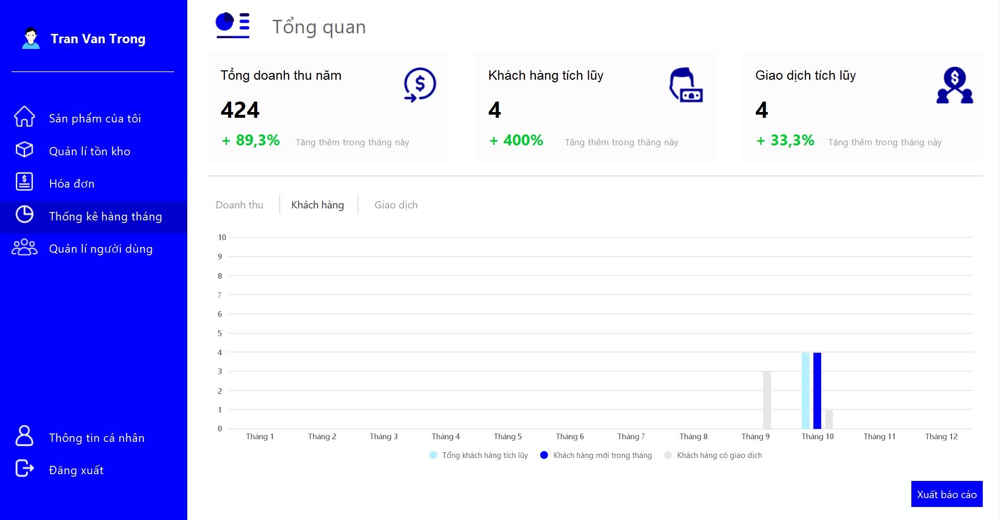 Tran Van Trong
Sản phẩm của tôi
Quản lí tồn kho
Hóa đơn
Thống kê hàng tháng
Quản lí người dùng
Thông tin cá nhân
Đăng xuất
Tổng quan
Tổng doanh thu năm
424
+ 89,3% Tăng thêm trong tháng này
Khách hàng tích lũy
4
+ 400% Tăng thêm trong tháng này
Giao dịch tích lũy
4
+ 33,3% Tăng thêm trong tháng này
Doanh thu Khách hàng Giao dịch
10
9
8
7
6
5
4
3
2
1
0
Tháng 1 Tháng 2 Tháng 3 Tháng 4 Tháng 5 Tháng 6 Tháng 7 Tháng 8 Tháng 9 Tháng 10 Tháng 11 Tháng 12
Tổng khách hàng tích lũy Khách hàng mới trong tháng Khách hàng có giao dịch
Xuất báo cáo